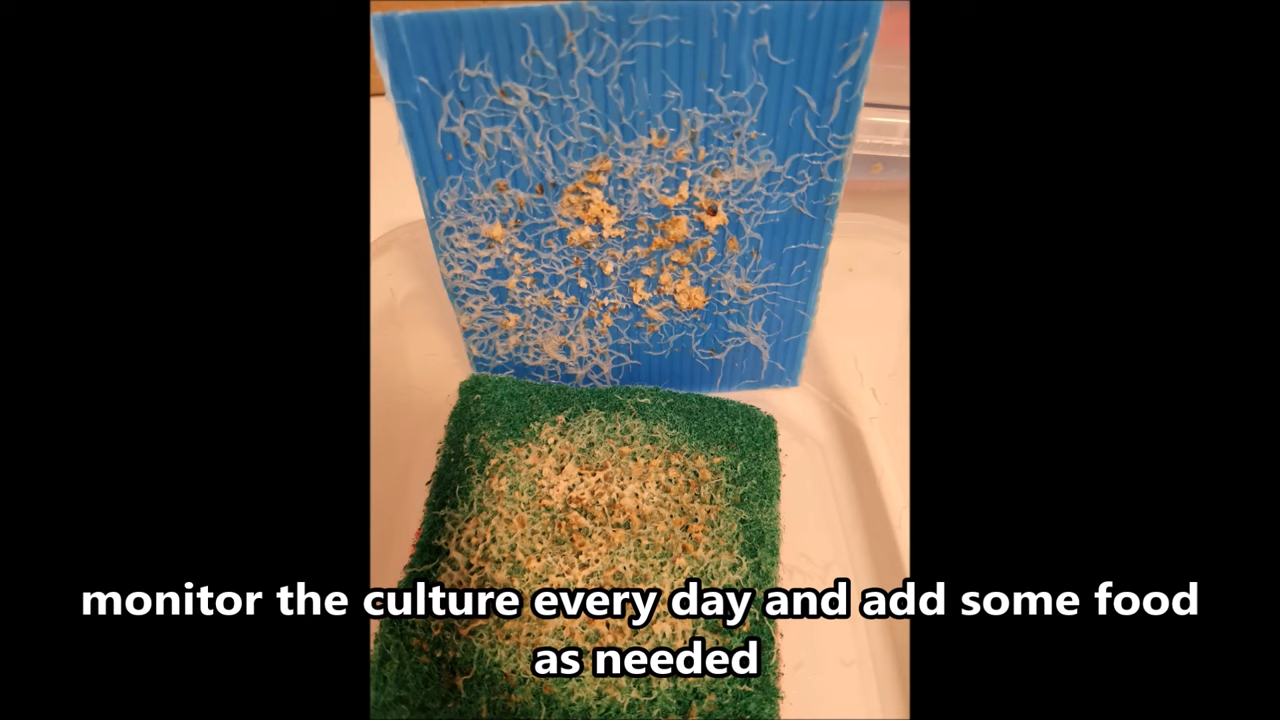 monitor the culture every day and add some food
as needed